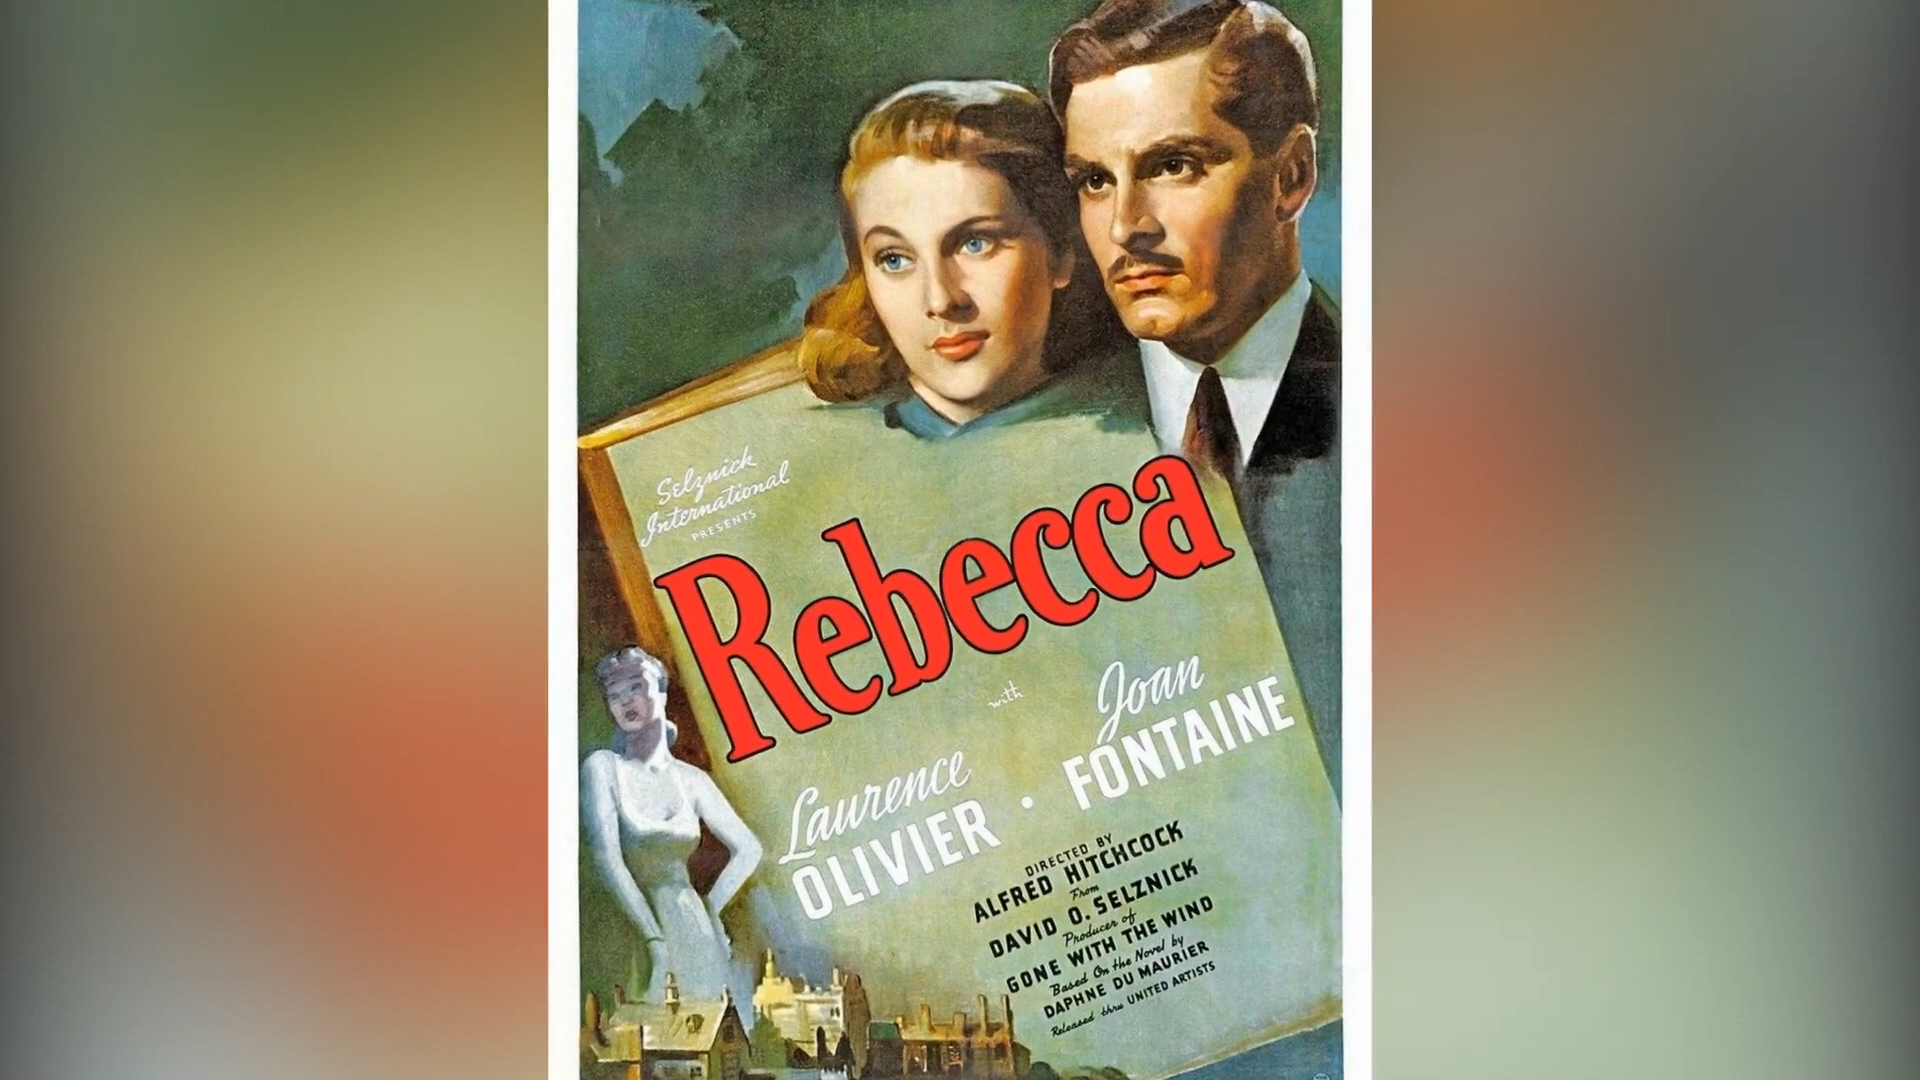 Selznick
International
PRESENTS
Rebecca
with
Laurence
OLIVIER
·
Joan
FONTAINE
DIRECTED BY
ALFRED HITCHCOCK
From
DAVID O. SELZNICK
Producer of
GONE WITH THE WIND
Based On the Novel by
DAPHNE DU MAURIER
Released thru UNITED ARTISTS